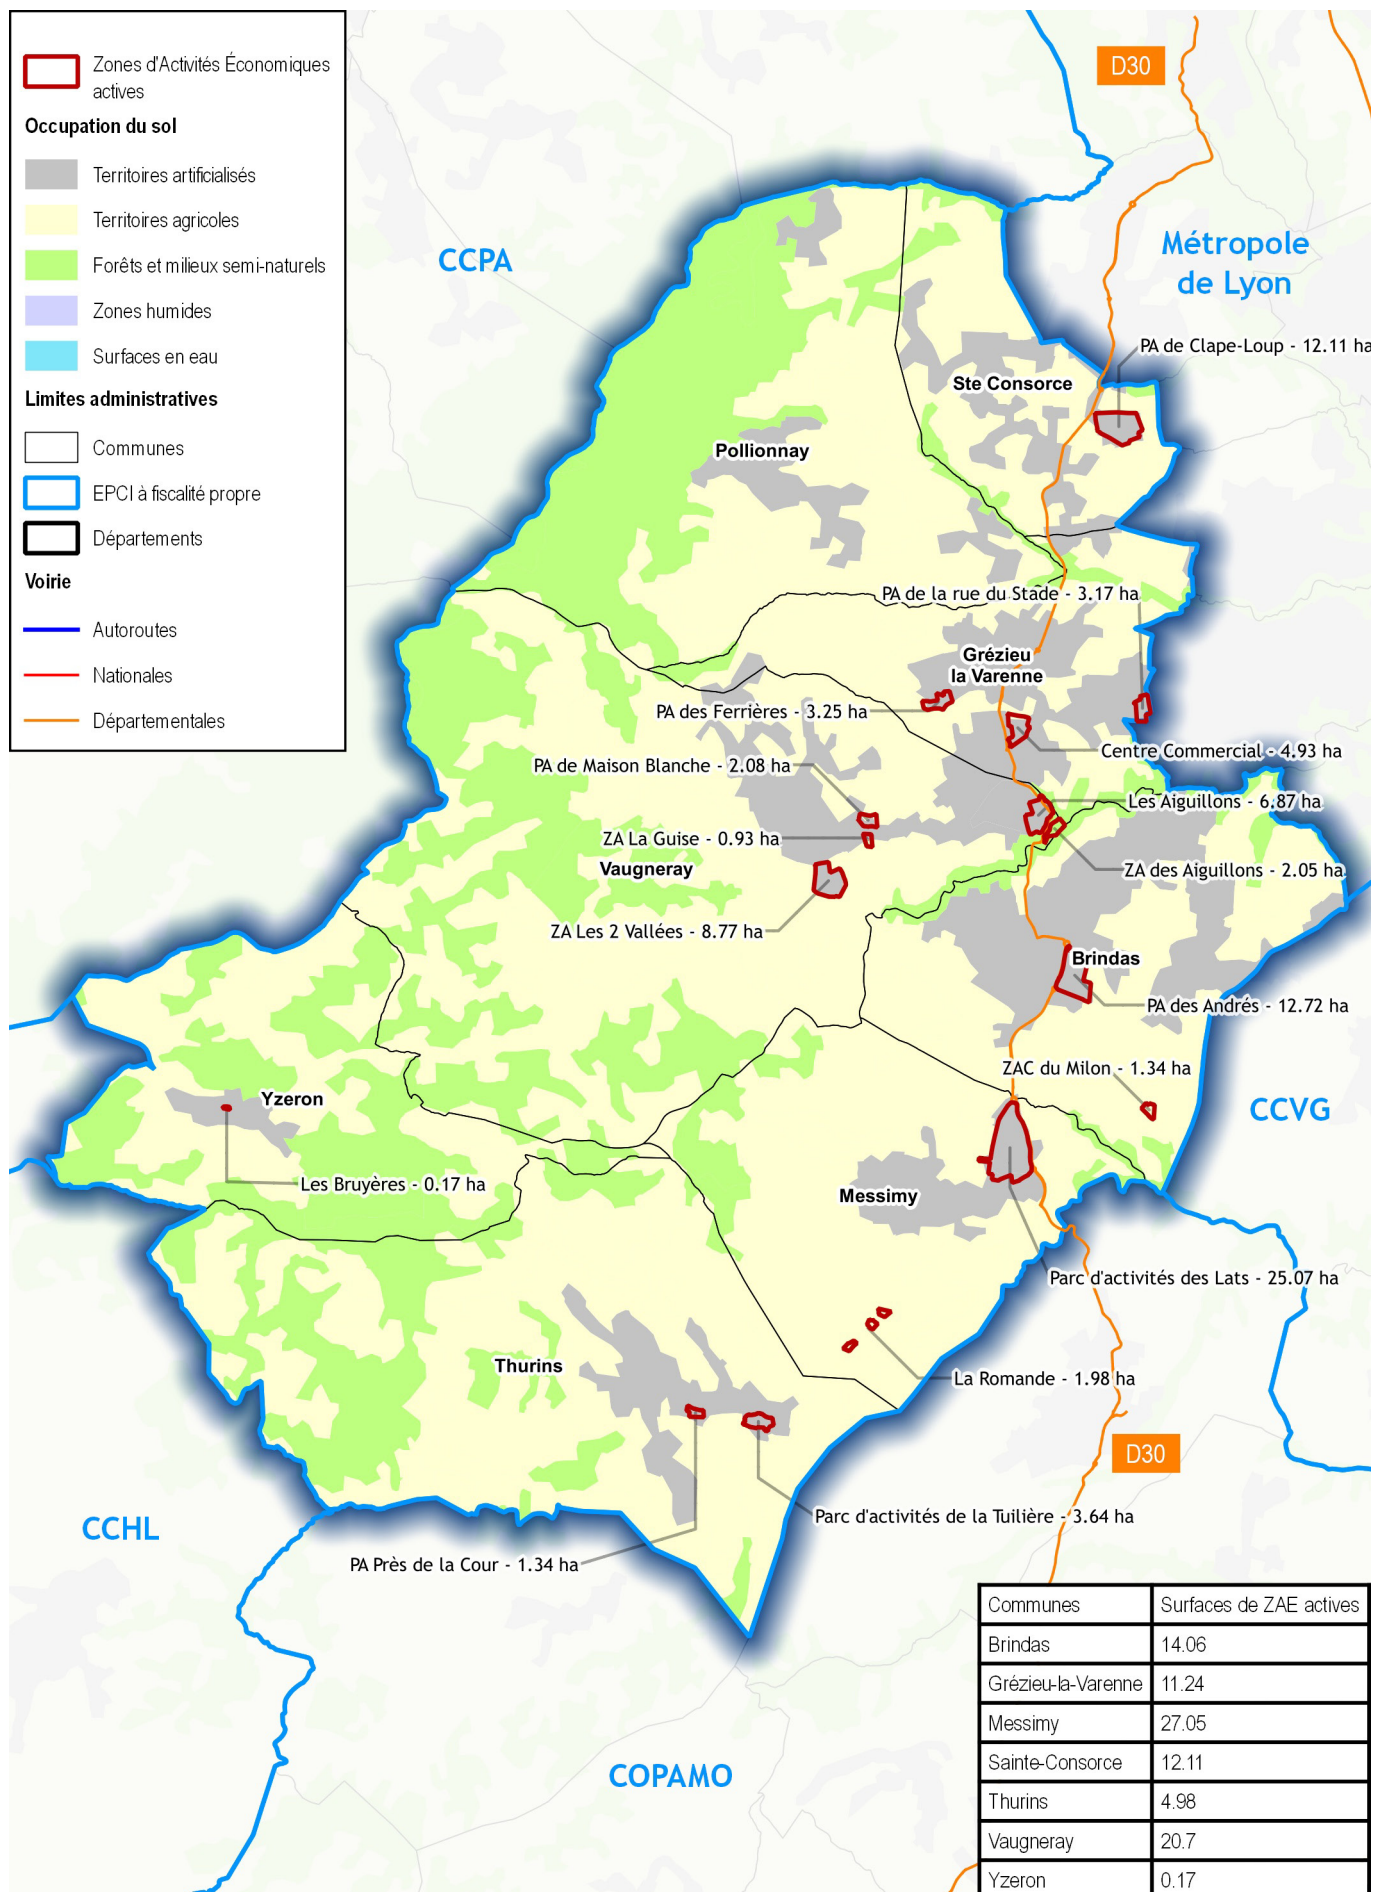 Zones d'Activités Économiques
actives
Occupation du sol
Territoires artificialisés
Territoires agricoles
Forêts et milieux semi-naturels
Zones humides
Surfaces en eau
Limites administratives
Communes
EPCI à fiscalité propre
Départements
Voirie
Autoroutes
Nationales
Départementales
D30
CCPA
Métropole
de Lyon
PA de Clape-Loup - 12.11 ha
Ste Consorce
Pollionnay
PA de la rue du Stade - 3.17 ha
Grézieu
la Varenne
PA des Ferrières - 3.25 ha
Centre Commercial - 4.93 ha
PA de Maison Blanche - 2.08 ha
Les Aiguillons - 6.87 ha
ZA La Guise - 0.93 ha
Vaugneray
ZA des Aiguillons - 2.05 ha
ZA Les 2 Vallées - 8.77 ha
Brindas
PA des Andrés - 12.72 ha
ZAC du Milon - 1.34 ha
Yzeron
CCVG
Les Bruyères - 0.17 ha
Messimy
Parc d'activités des Lats - 25.07 ha
Thurins
La Romande - 1.98 ha
D30
Parc d'activités de la Tuilière - 3.64 ha
CCHL
PA Près de la Cour - 1.34 ha
COPAMO
Communes Surfaces de ZAE actives
Brindas 14.06
Grézieu-la-Varenne 11.24
Messimy 27.05
Sainte-Consorce 12.11
Thurins 4.98
Vaugneray 20.7
Yzeron 0.17